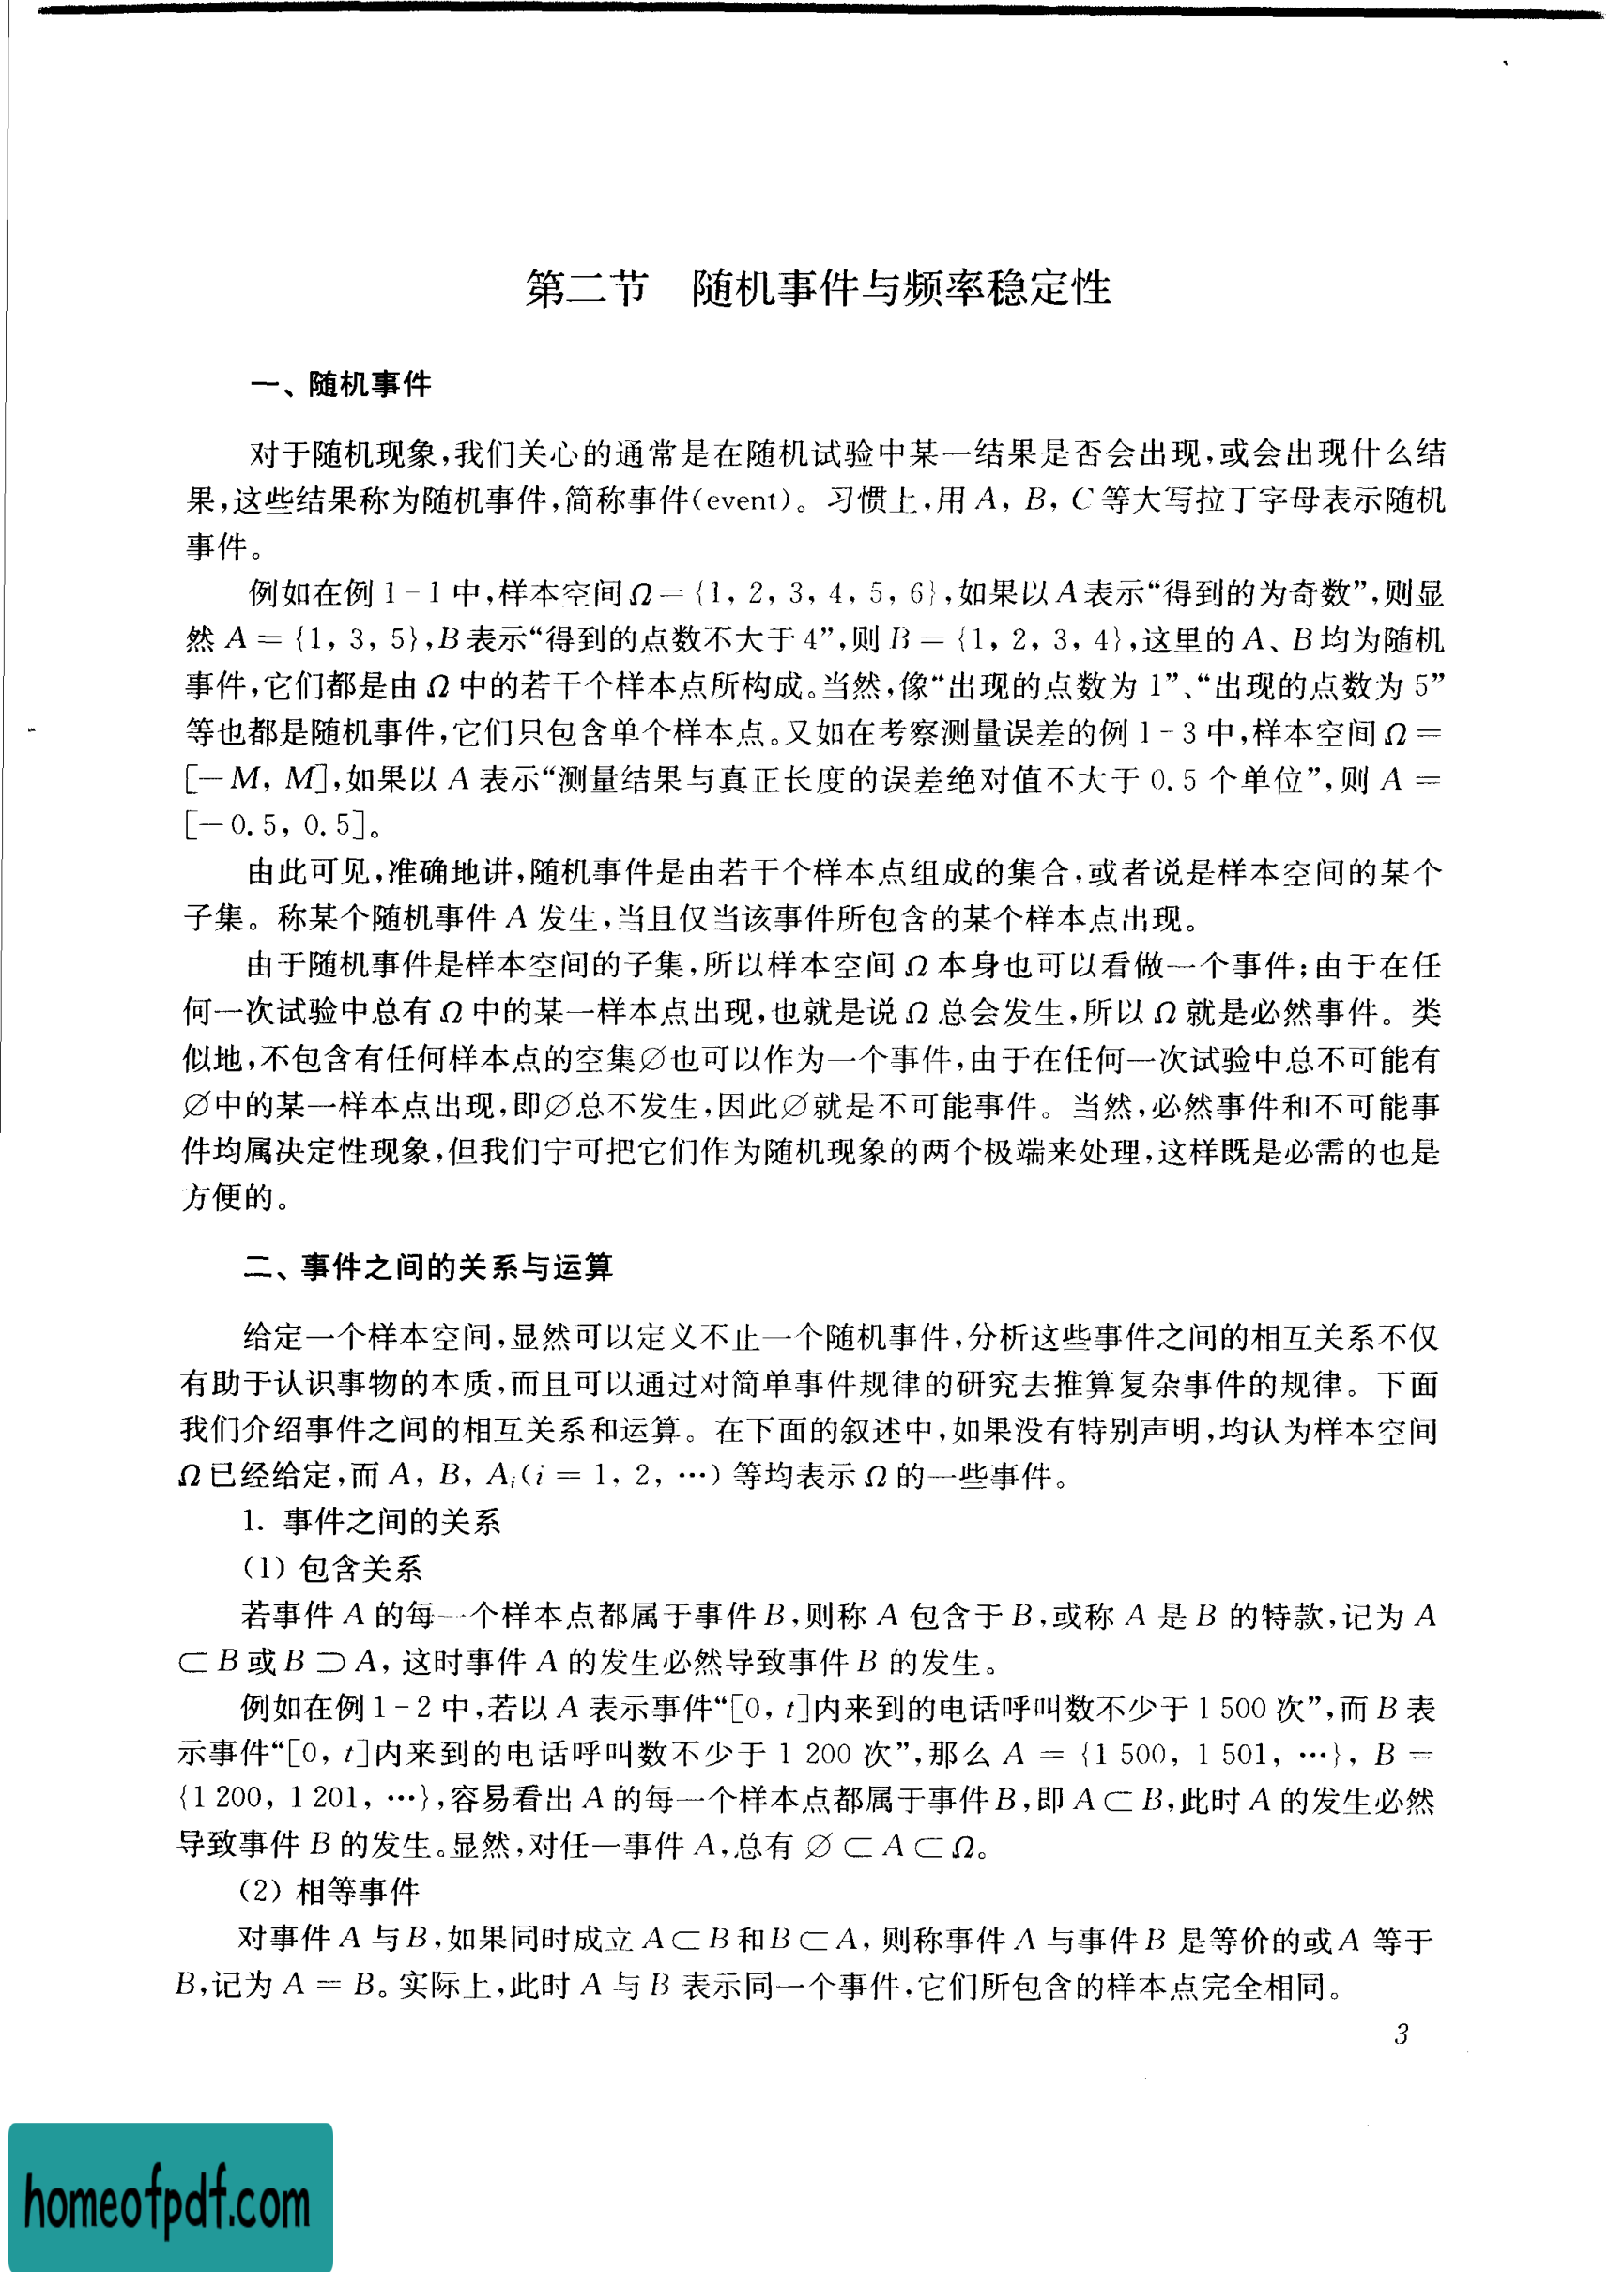 第二节 随机事件与频率稳定性
一、随机事件
对于随机现象,我们关心的通常是在随机试验中某一结果是否会出现,或会出现什么结
果,这些结果称为随机事件,简称事件(event)。习惯上,用 A, B, C 等大写拉丁字母表示随机
事件。
例如在例 1-1 中,样本空间 Ω = {1, 2, 3, 4, 5, 6},如果以 A 表示“得到的为奇数”,则显
然 A = {1, 3, 5},B 表示“得到的点数不大于 4”,则 B = {1, 2, 3, 4},这里的 A、B 均为随机
事件,它们都是由 Ω 中的若干个样本点所构成。当然,像“出现的点数为 1”、“出现的点数为 5”
等也都是随机事件,它们只包含单个样本点。又如在考察测量误差的例 1-3 中,样本空间 Ω =
[-M, M],如果以 A 表示“测量结果与真正长度的误差绝对值不大于 0.5 个单位”,则 A =
[-0.5, 0.5]。
由此可见,准确地讲,随机事件是由若干个样本点组成的集合,或者说是样本空间的某个
子集。称某个随机事件 A 发生,当且仅当该事件所包含的某个样本点出现。
由于随机事件是样本空间的子集,所以样本空间 Ω 本身也可以看做一个事件;由于在任
何一次试验中总有 Ω 中的某一样本点出现,也就是说 Ω 总会发生,所以 Ω 就是必然事件。类
似地,不包含有任何样本点的空集∅也可以作为一个事件,由于在任何一次试验中总不可能有
∅中的某一样本点出现,即∅总不发生,因此∅就是不可能事件。当然,必然事件和不可能事
件均属决定性现象,但我们宁可把它们作为随机现象的两个极端来处理,这样既是必需的也是
方便的。
二、事件之间的关系与运算
给定一个样本空间,显然可以定义不止一个随机事件,分析这些事件之间的相互关系不仅
有助于认识事物的本质,而且可以通过对简单事件规律的研究去推算复杂事件的规律。下面
我们介绍事件之间的相互关系和运算。在下面的叙述中,如果没有特别声明,均认为样本空间
Ω 已经给定,而 A, B, Aᵢ(i = 1, 2, …) 等均表示 Ω 的一些事件。
1. 事件之间的关系
(1) 包含关系
若事件 A 的每一个样本点都属于事件 B,则称 A 包含于 B,或称 A 是 B 的特款,记为 A
⊂ B 或 B ⊃ A, 这时事件 A 的发生必然导致事件 B 的发生。
例如在例 1-2 中,若以 A 表示事件“[0, t]内来到的电话呼叫数不少于 1 500 次”,而 B 表
示事件“[0, t]内来到的电话呼叫数不少于 1 200 次”,那么 A = {1 500, 1 501, …}, B =
{1 200, 1 201, …},容易看出 A 的每一个样本点都属于事件 B,即 A ⊂ B,此时 A 的发生必然
导致事件 B 的发生。显然,对任一事件 A,总有 ∅ ⊂ A ⊂ Ω。
(2) 相等事件
对事件 A 与 B,如果同时成立 A ⊂ B 和 B ⊂ A, 则称事件 A 与事件 B 是等价的或 A 等于
B,记为 A = B。实际上,此时 A 与 B 表示同一个事件,它们所包含的样本点完全相同。
3
homeofpdf.com